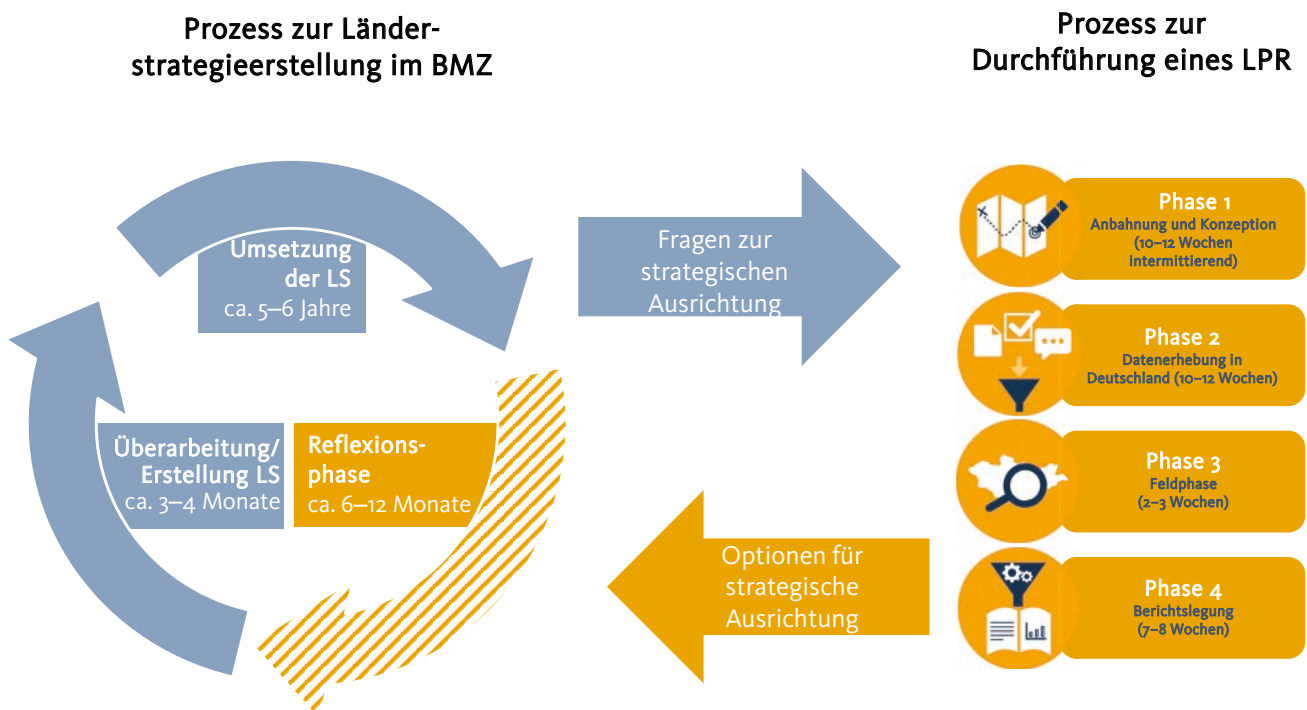 Prozess zur Länder-
strategieerstellung im BMZ
Umsetzung
der LS
ca. 5–6 Jahre
Überarbeitung/
Erstellung LS
ca. 3–4 Monate
Reflexions-
phase
ca. 6–12 Monate
Fragen zur
strategischen
Ausrichtung
Optionen für
strategische
Ausrichtung
Prozess zur
Durchführung eines LPR
Phase 1
Anbahnung und Konzeption
(10–12 Wochen
intermittierend)
Phase 2
Datenerhebung in
Deutschland (10–12 Wochen)
Phase 3
Feldphase
(2–3 Wochen)
Phase 4
Berichtslegung
(7–8 Wochen)